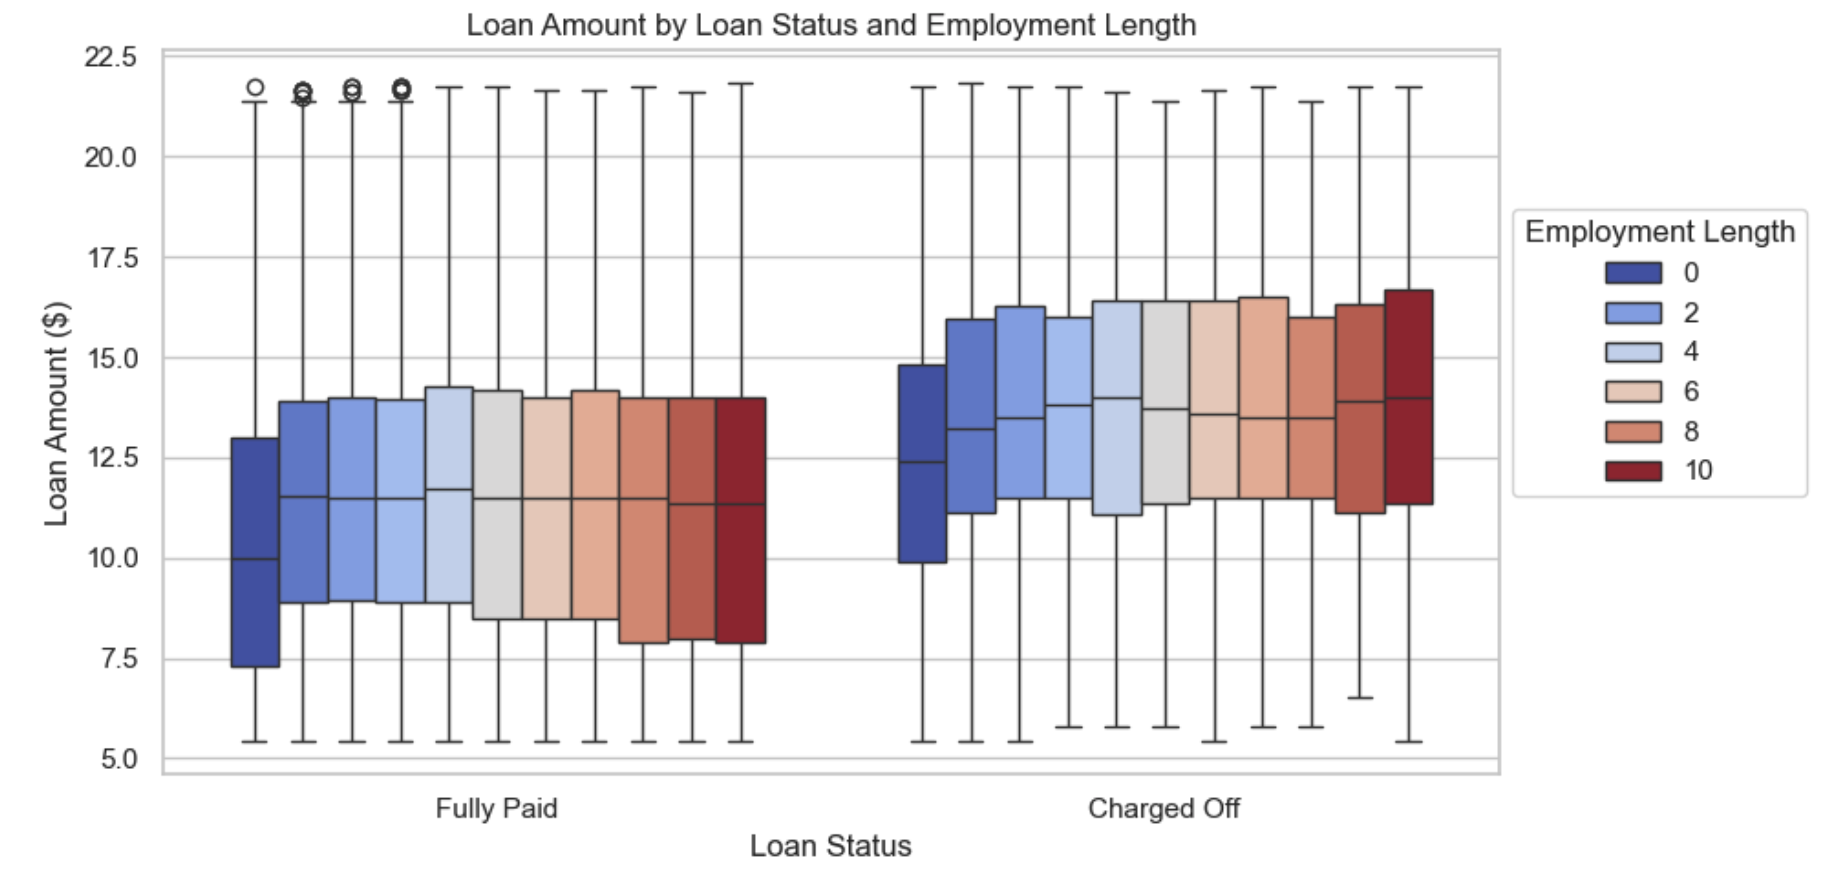 Loan Amount by Loan Status and Employment Length
22.5
20.0
17.5
15.0
12.5
10.0
7.5
5.0
Loan Amount ($)
Fully Paid
Charged Off
Loan Status
Employment Length
0
2
4
6
8
10